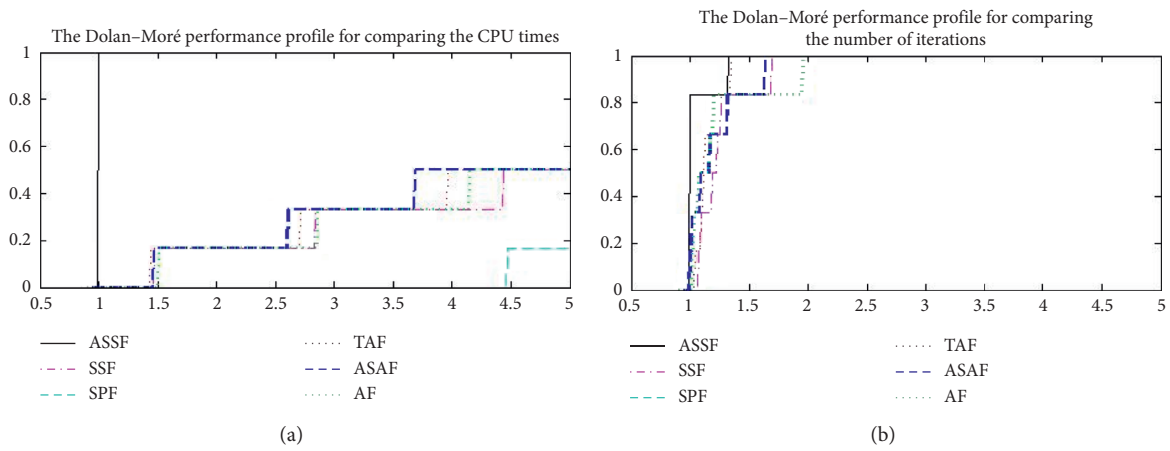 The Dolan–Moré performance profile for comparing the CPU times
1
0.8
0.6
0.4
0.2
0
0.5 1 1.5 2 2.5 3 3.5 4 4.5 5
ASSF TAF
SSF ASAF
SPF AF
(a)
The Dolan–Moré performance profile for comparing
the number of iterations
1
0.8
0.6
0.4
0.2
0
0.5 1 1.5 2 2.5 3 3.5 4 4.5 5
ASSF TAF
SSF ASAF
SPF AF
(b)